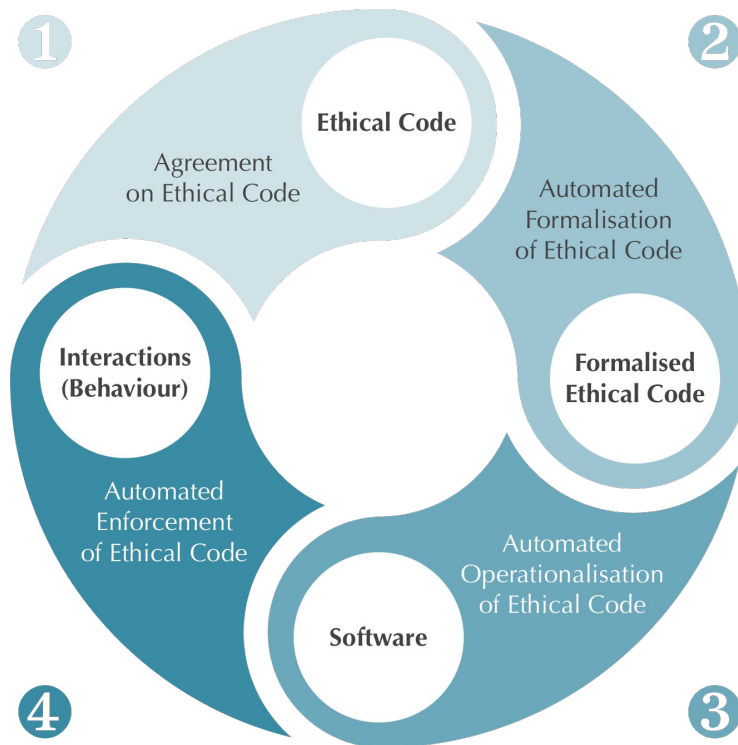 1
Ethical Code
Agreement
on Ethical Code
2
Automated
Formalisation
of Ethical Code
Formalised
Ethical Code
3
Automated
Operationalisation
of Ethical Code
Software
4
Automated
Enforcement
of Ethical Code
Interactions
(Behaviour)